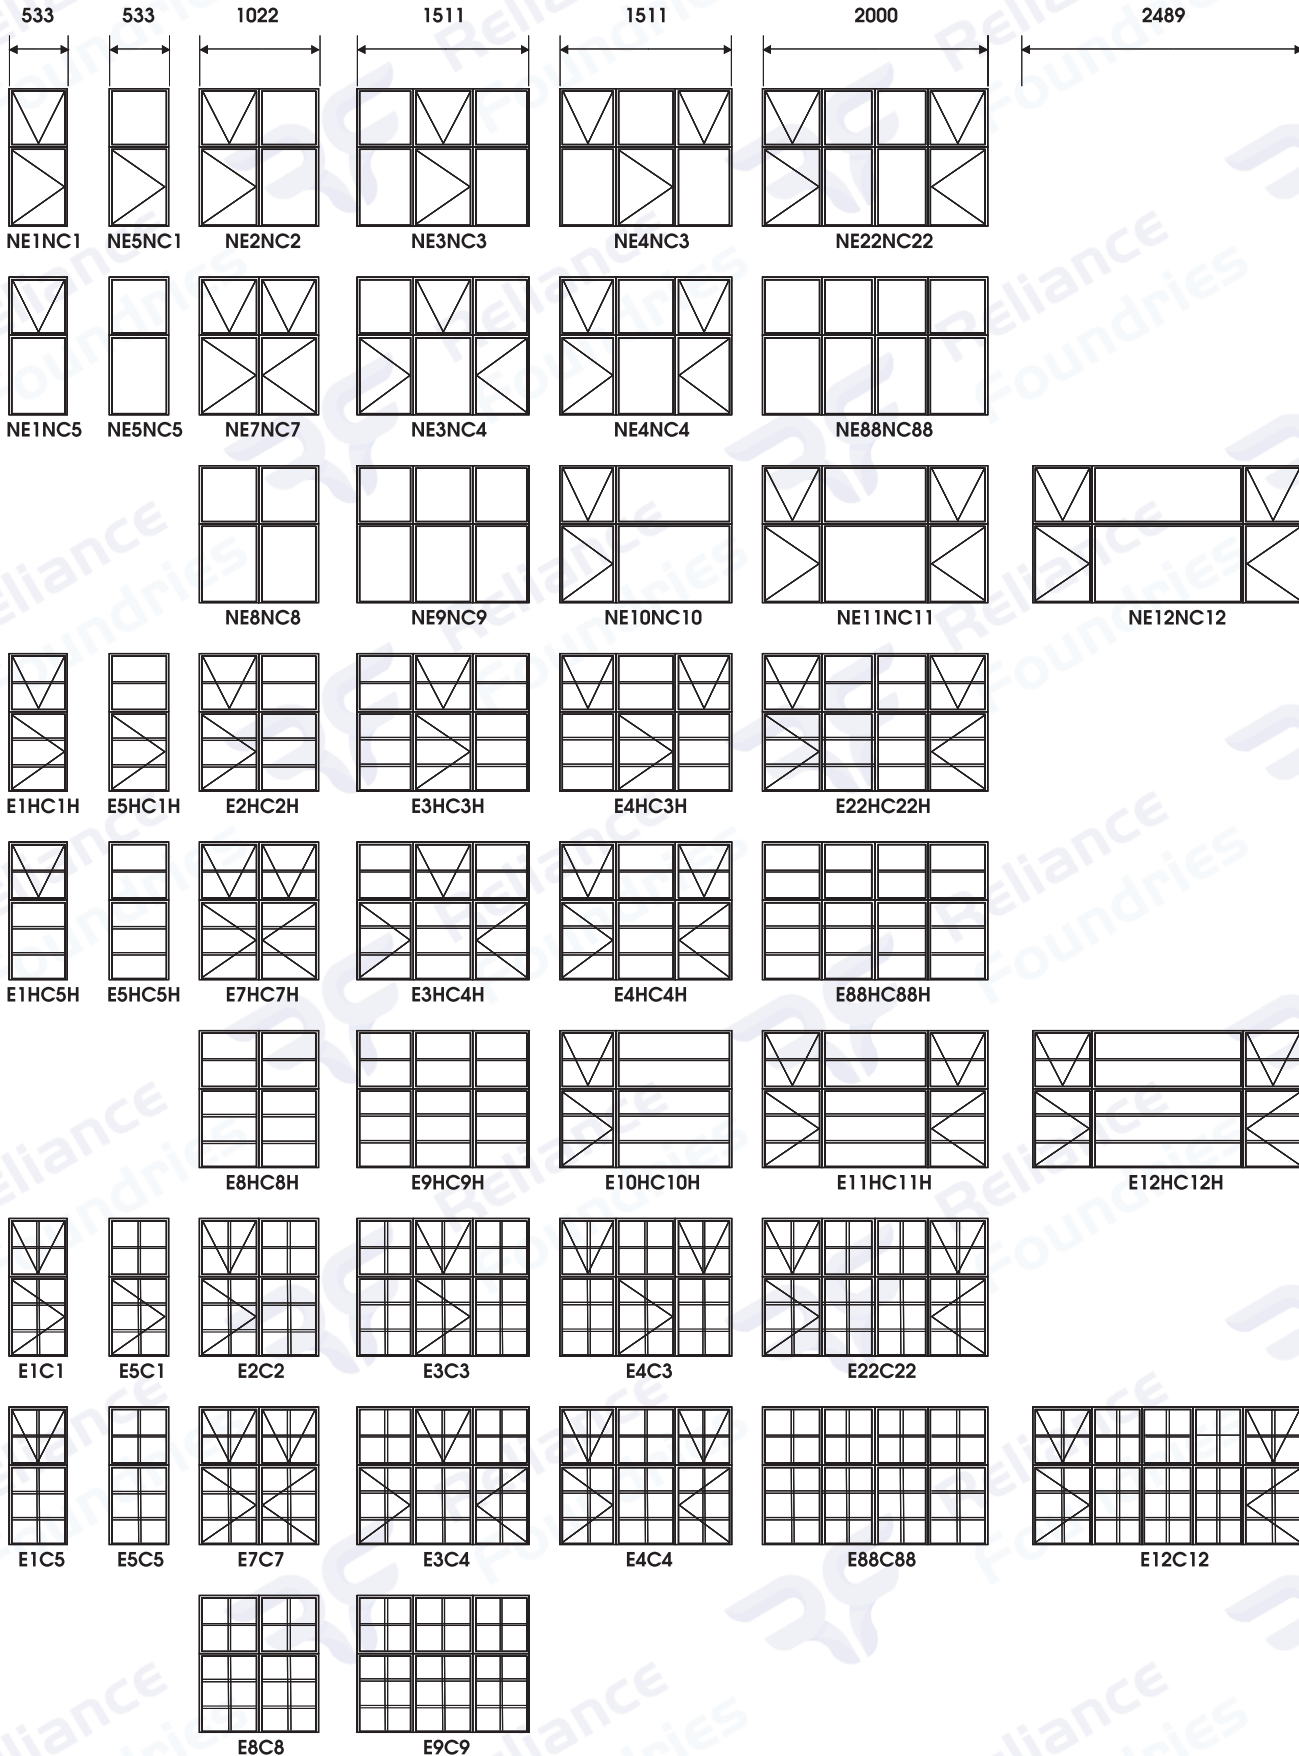 533 533 1022 1511 1511 2000 2489
NE1NC1 NE5NC1 NE2NC2 NE3NC3 NE4NC3 NE22NC22
NE1NC5 NE5NC5 NE7NC7 NE3NC4 NE4NC4 NE88NC88
NE8NC8 NE9NC9 NE10NC10 NE11NC11 NE12NC12
E1HC1H E5HC1H E2HC2H E3HC3H E4HC3H E22HC22H
E1HC5H E5HC5H E7HC7H E3HC4H E4HC4H E88HC88H
E8HC8H E9HC9H E10HC10H E11HC11H E12HC12H
E1C1 E5C1 E2C2 E3C3 E4C3 E22C22
E1C5 E5C5 E7C7 E3C4 E4C4 E88C88 E12C12
E8C8 E9C9
Reliance
Foundries